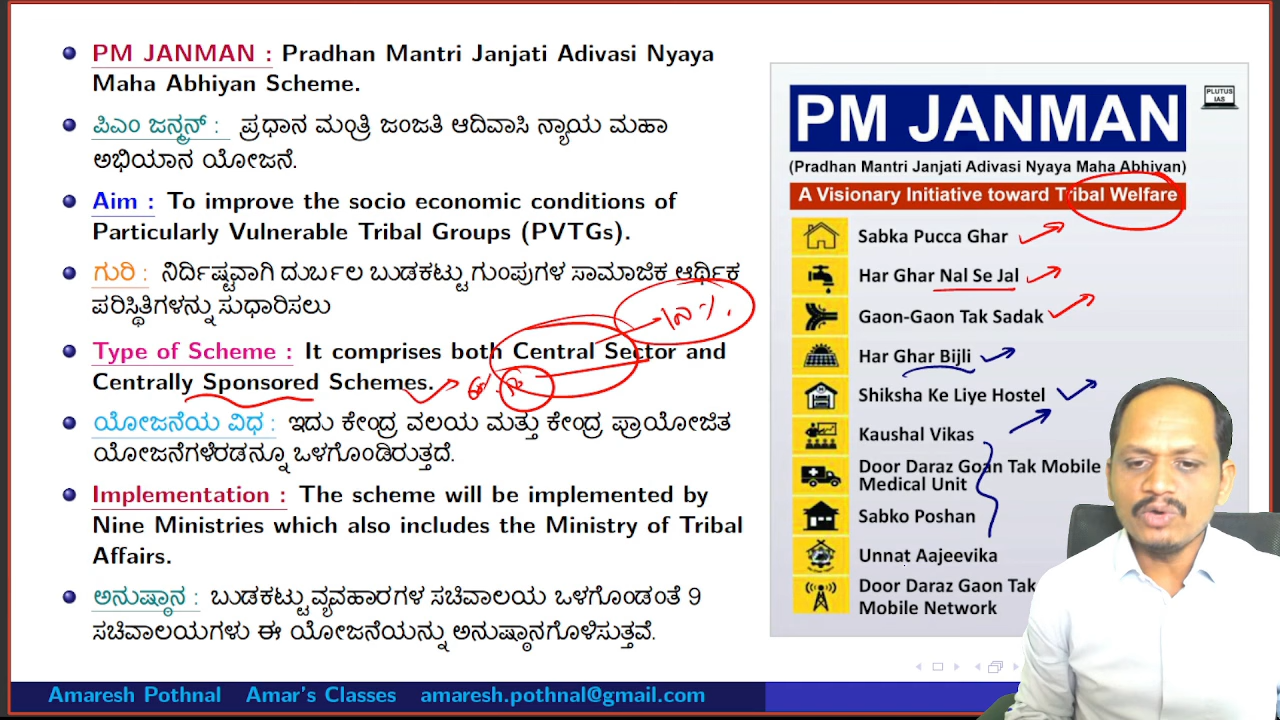 PM JANMAN : Pradhan Mantri Janjati Adivasi Nyaya
Maha Abhiyan Scheme.
ಪಿಎಂ ಜನ್ಮನ್ : ಪ್ರಧಾನ ಮಂತ್ರಿ ಜಂಜತಿ ಆದಿವಾಸಿ ನ್ಯಾಯ ಮಹಾ
ಅಭಿಯಾನ ಯೋಜನೆ.
Aim : To improve the socio economic conditions of
Particularly Vulnerable Tribal Groups (PVTGs).
ಗುರಿ : ನಿರ್ದಿಷ್ಟವಾಗಿ ದುರ್ಬಲ ಬುಡಕಟ್ಟು ಗುಂಪುಗಳ ಸಾಮಾಜಿಕ ಆರ್ಥಿಕ
ಪರಿಸ್ಥಿತಿಗಳನ್ನು ಸುಧಾರಿಸಲು
Type of Scheme : It comprises both Central Sector and
Centrally Sponsored Schemes.
ಯೋಜನೆಯ ವಿಧ : ಇದು ಕೇಂದ್ರ ವಲಯ ಮತ್ತು ಕೇಂದ್ರ ಪ್ರಾಯೋಜಿತ
ಯೋಜನೆಗಳೆರಡನ್ನೂ ಒಳಗೊಂಡಿರುತ್ತದೆ.
Implementation : The scheme will be implemented by
Nine Ministries which also includes the Ministry of Tribal
Affairs.
ಅನುಷ್ಠಾನ : ಬುಡಕಟ್ಟು ವ್ಯವಹಾರಗಳ ಸಚಿವಾಲಯ ಒಳಗೊಂಡಂತೆ 9
ಸಚಿವಾಲಯಗಳು ಈ ಯೋಜನೆಯನ್ನು ಅನುಷ್ಠಾನಗೊಳಿಸುತ್ತವೆ.
PLUTUS
IAS
PM JANMAN
(Pradhan Mantri Janjati Adivasi Nyaya Maha Abhiyan)
A Visionary Initiative toward Tribal Welfare
Sabka Pucca Ghar
Har Ghar Nal Se Jal
Gaon-Gaon Tak Sadak
Har Ghar Bijli
Shiksha Ke Liye Hostel
Kaushal Vikas
Door Daraz Goan Tak Mobile
Medical Unit
Sabko Poshan
Unnat Aajeevika
Door Daraz Gaon Tak
Mobile Network
Amaresh Pothnal Amar's Classes amaresh.pothnal@gmail.com